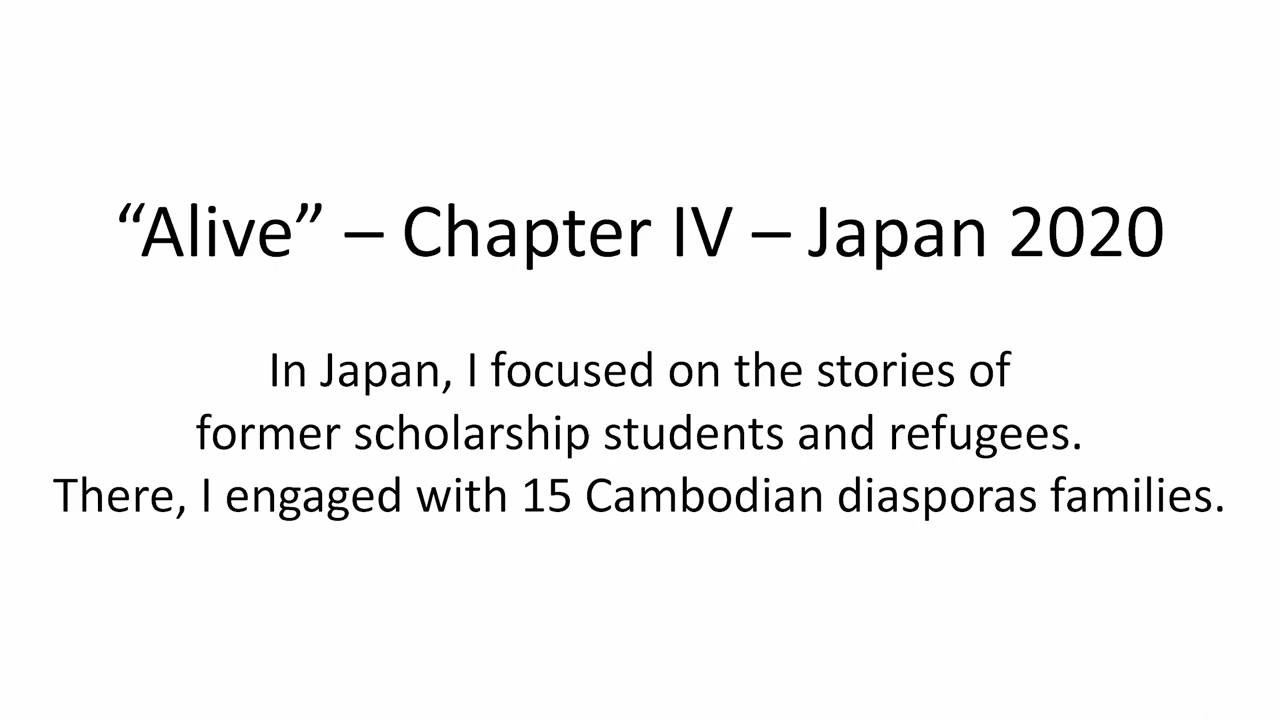 “Alive” – Chapter IV – Japan 2020
In Japan, I focused on the stories of
former scholarship students and refugees.
There, I engaged with 15 Cambodian diasporas families.